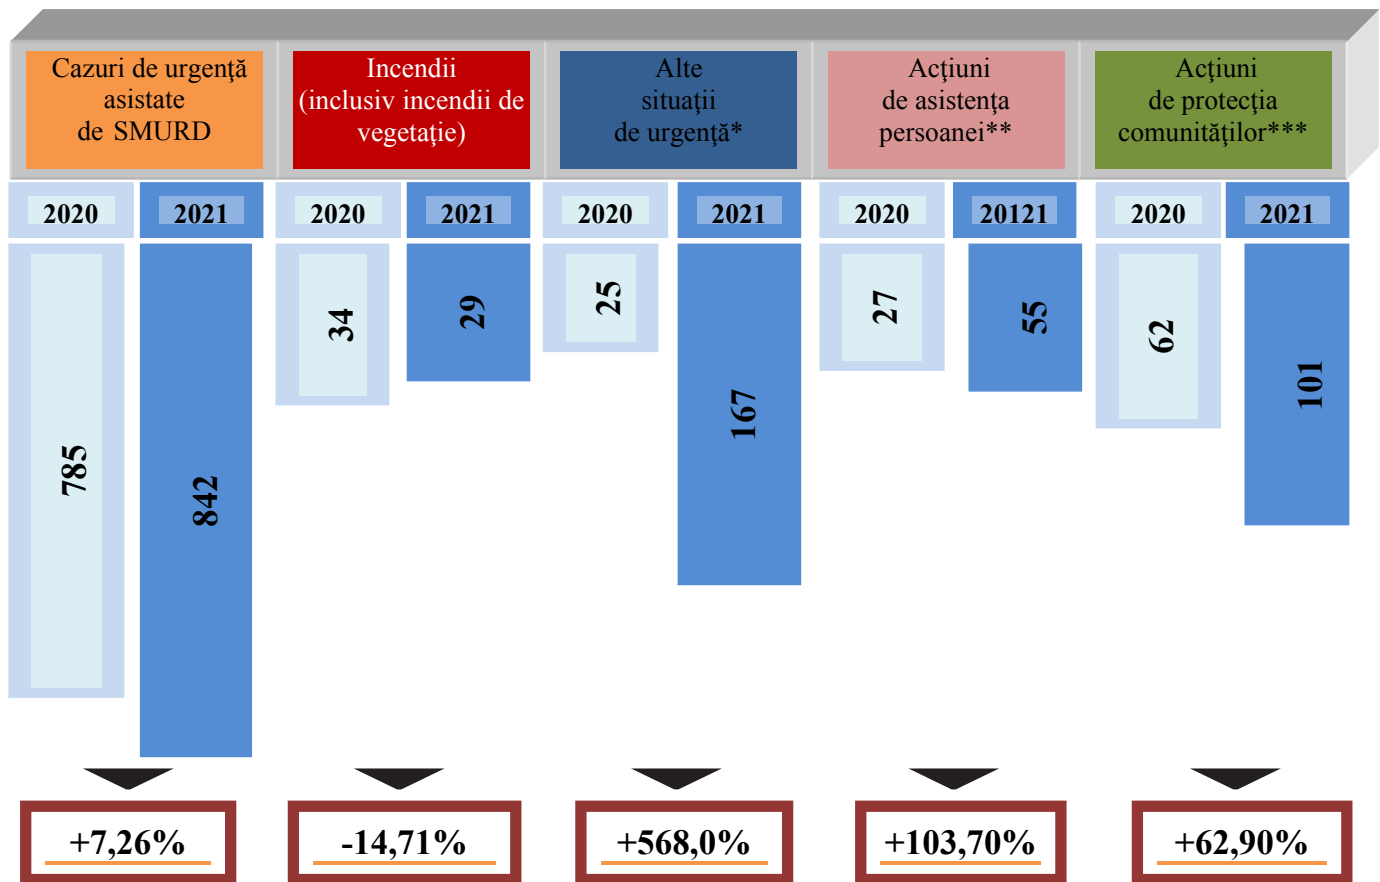 Cazuri de urgenţă
asistate
de SMURD
Incendii
(inclusiv incendii de
vegetaţie)
Alte
situaţii
de urgenţă*
Acţiuni
de asistenţa
persoanei**
Acţiuni
de protecţia
comunităţilor***
2020 2021 2020 2021 2020 2021 2020 20121 2020 2021
785 842 34 29 25 167 27 55 62 101
+7,26% -14,71% +568,0% +103,70% +62,90%